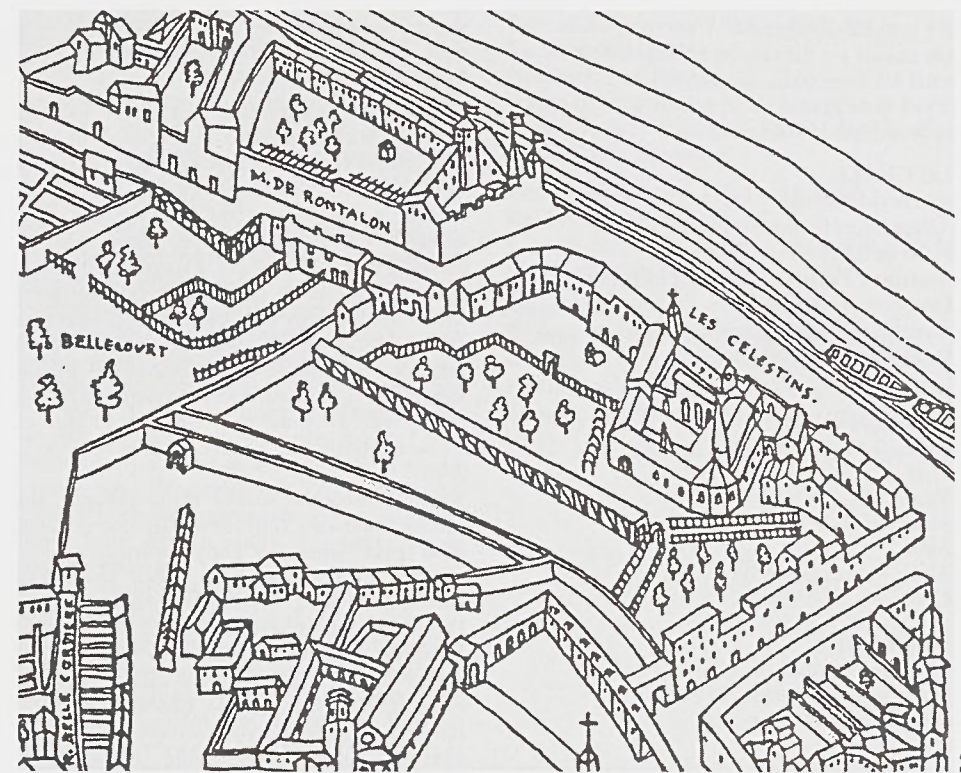 M. DE RONTALON
LES CELESTINS.
BELLECOURT
R. BELLE CORDIERE